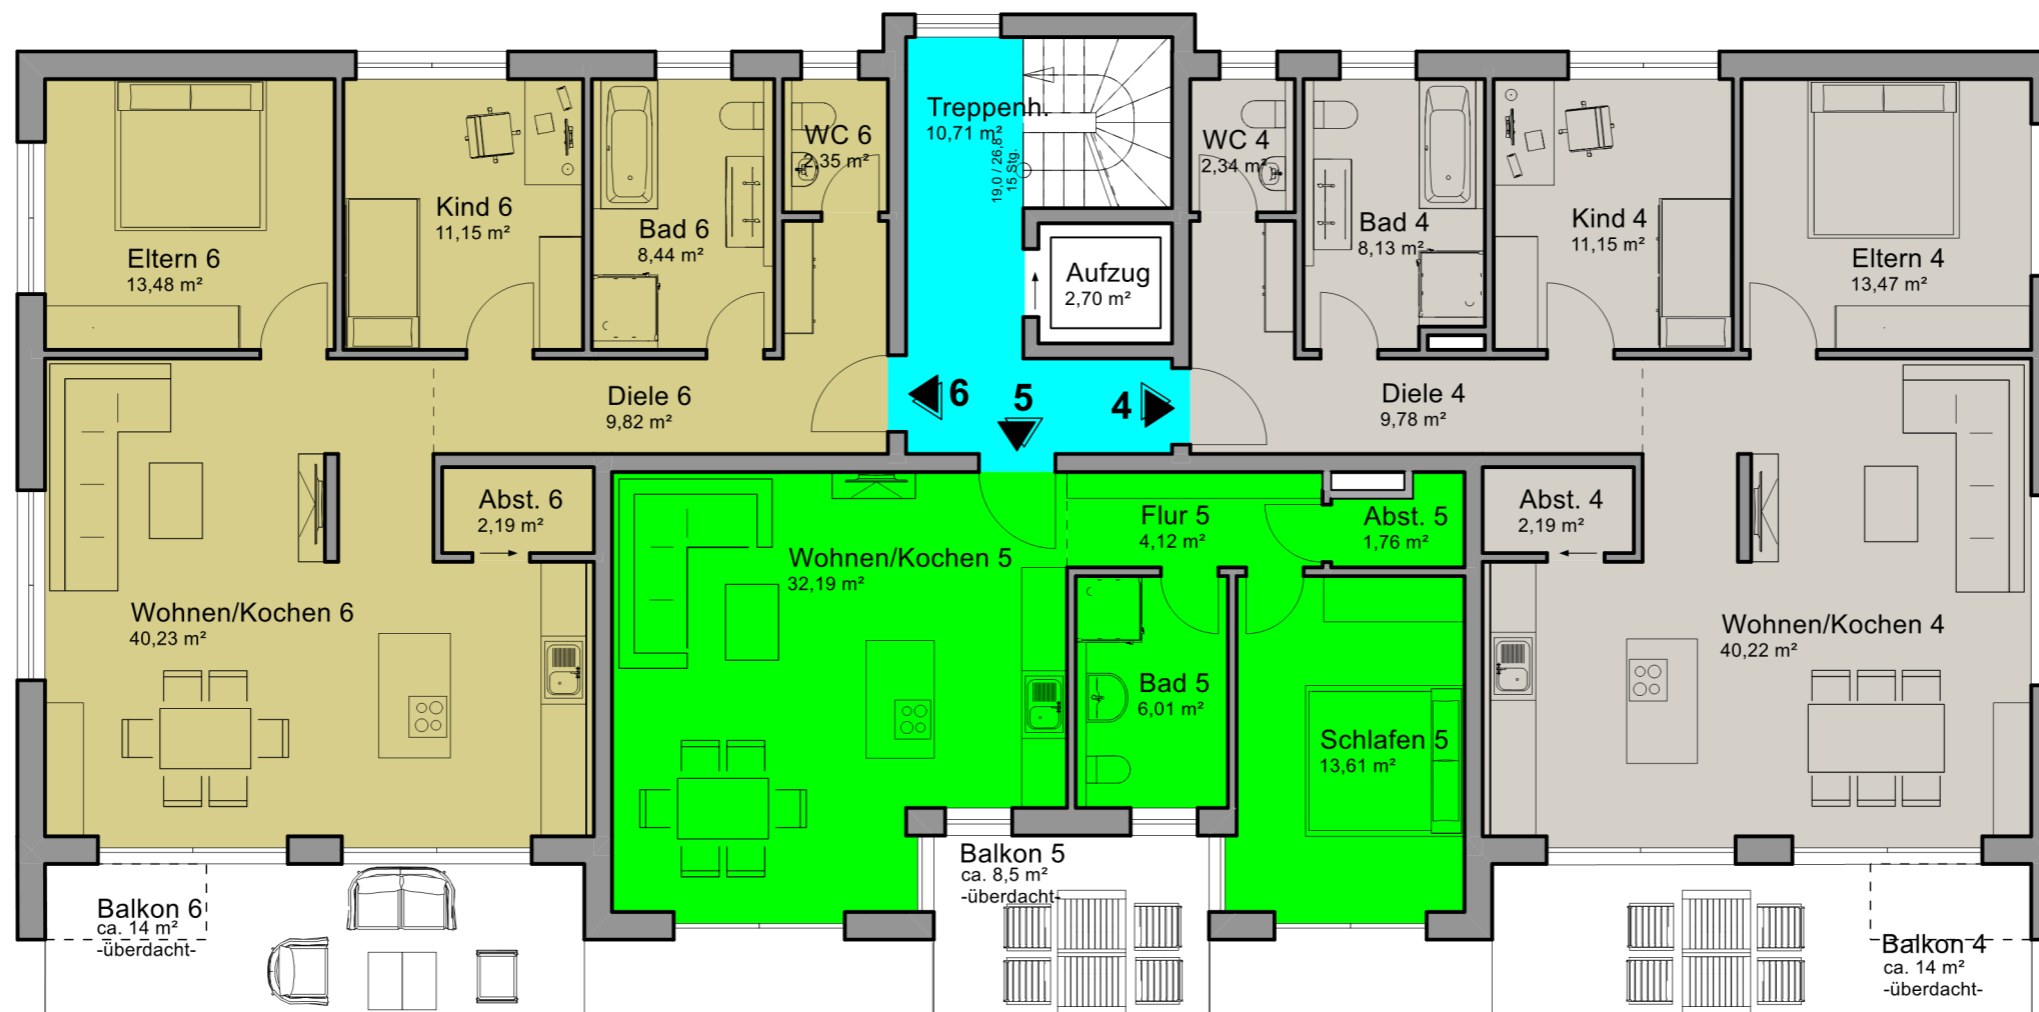 Treppenh.
10,71 m²
19,0 / 26,8
15 Stg.
WC 6
2,35 m²
WC 4
2,34 m²
Kind 6
11,15 m²
Bad 6
8,44 m²
Eltern 6
13,48 m²
Aufzug
2,70 m²
Bad 4
8,13 m²
Kind 4
11,15 m²
Eltern 4
13,47 m²
Diele 6
9,82 m²
6
5
4
Diele 4
9,78 m²
Abst. 6
2,19 m²
Flur 5
4,12 m²
Abst. 5
1,76 m²
Abst. 4
2,19 m²
Wohnen/Kochen 5
32,19 m²
Wohnen/Kochen 6
40,23 m²
Wohnen/Kochen 4
40,22 m²
Bad 5
6,01 m²
Schlafen 5
13,61 m²
Balkon 5
ca. 8,5 m²
-überdacht-
Balkon 6
ca. 14 m²
-überdacht-
Balkon 4
ca. 14 m²
-überdacht-